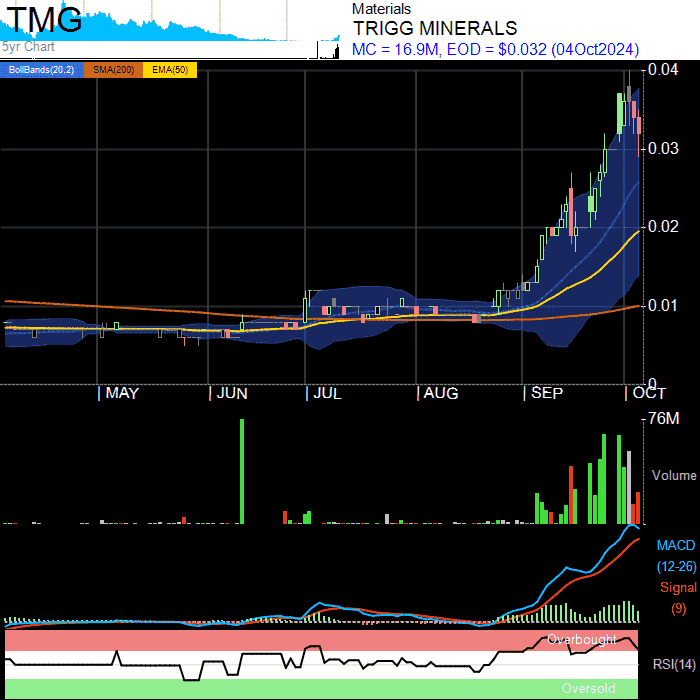 TMG
5yr Chart
Materials
TRIGG MINERALS
MC = 16.9M, EOD = $0.032 (04Oct2024)
BollBands(20,2) SMA(200) EMA(50)
0.04
0.03
0.02
0.01
0
MAY JUN JUL AUG SEP OCT
76M
Volume
MACD
(12-26)
Signal
(9)
Overbought
RSI(14)
Oversold